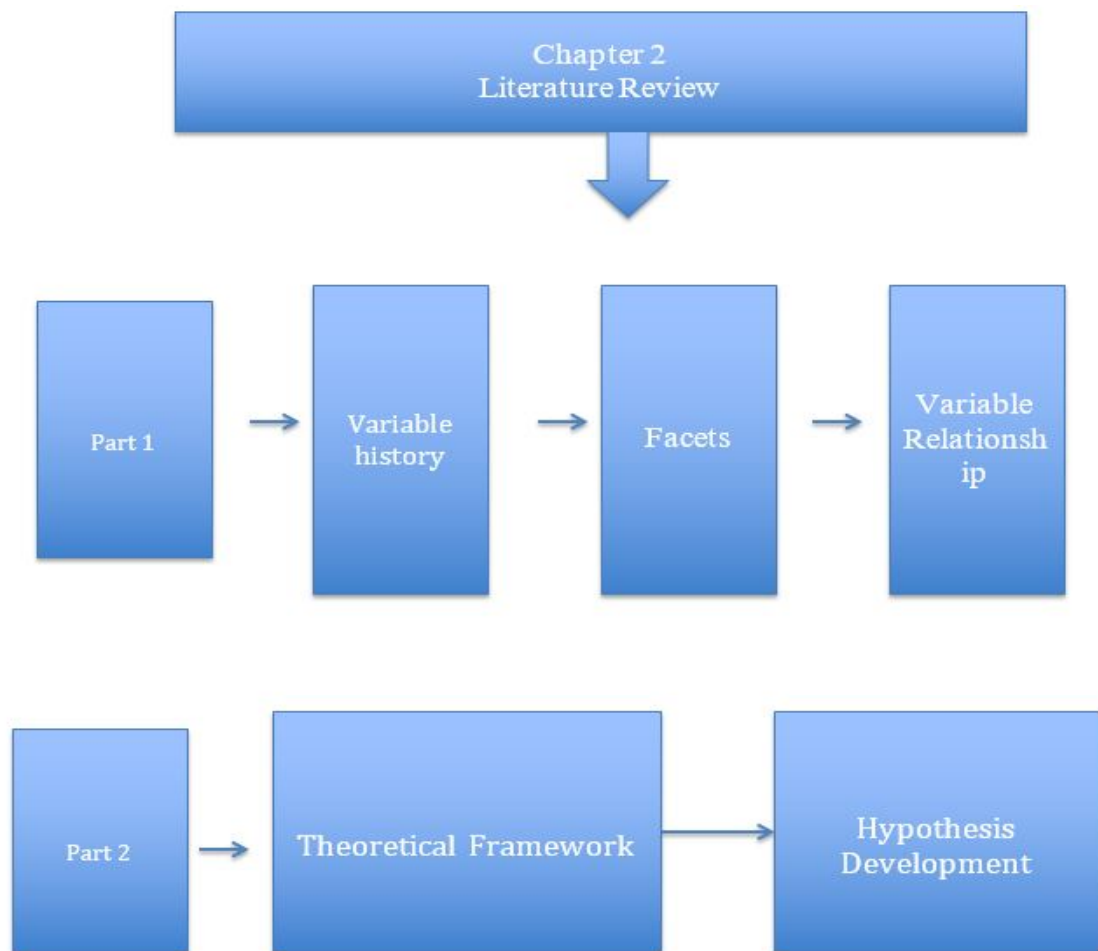 Chapter 2
Literature Review
Part 1
Variable
history
Facets
Variable
Relationsh
ip
Part 2
Theoretical Framework
Hypothesis
Development